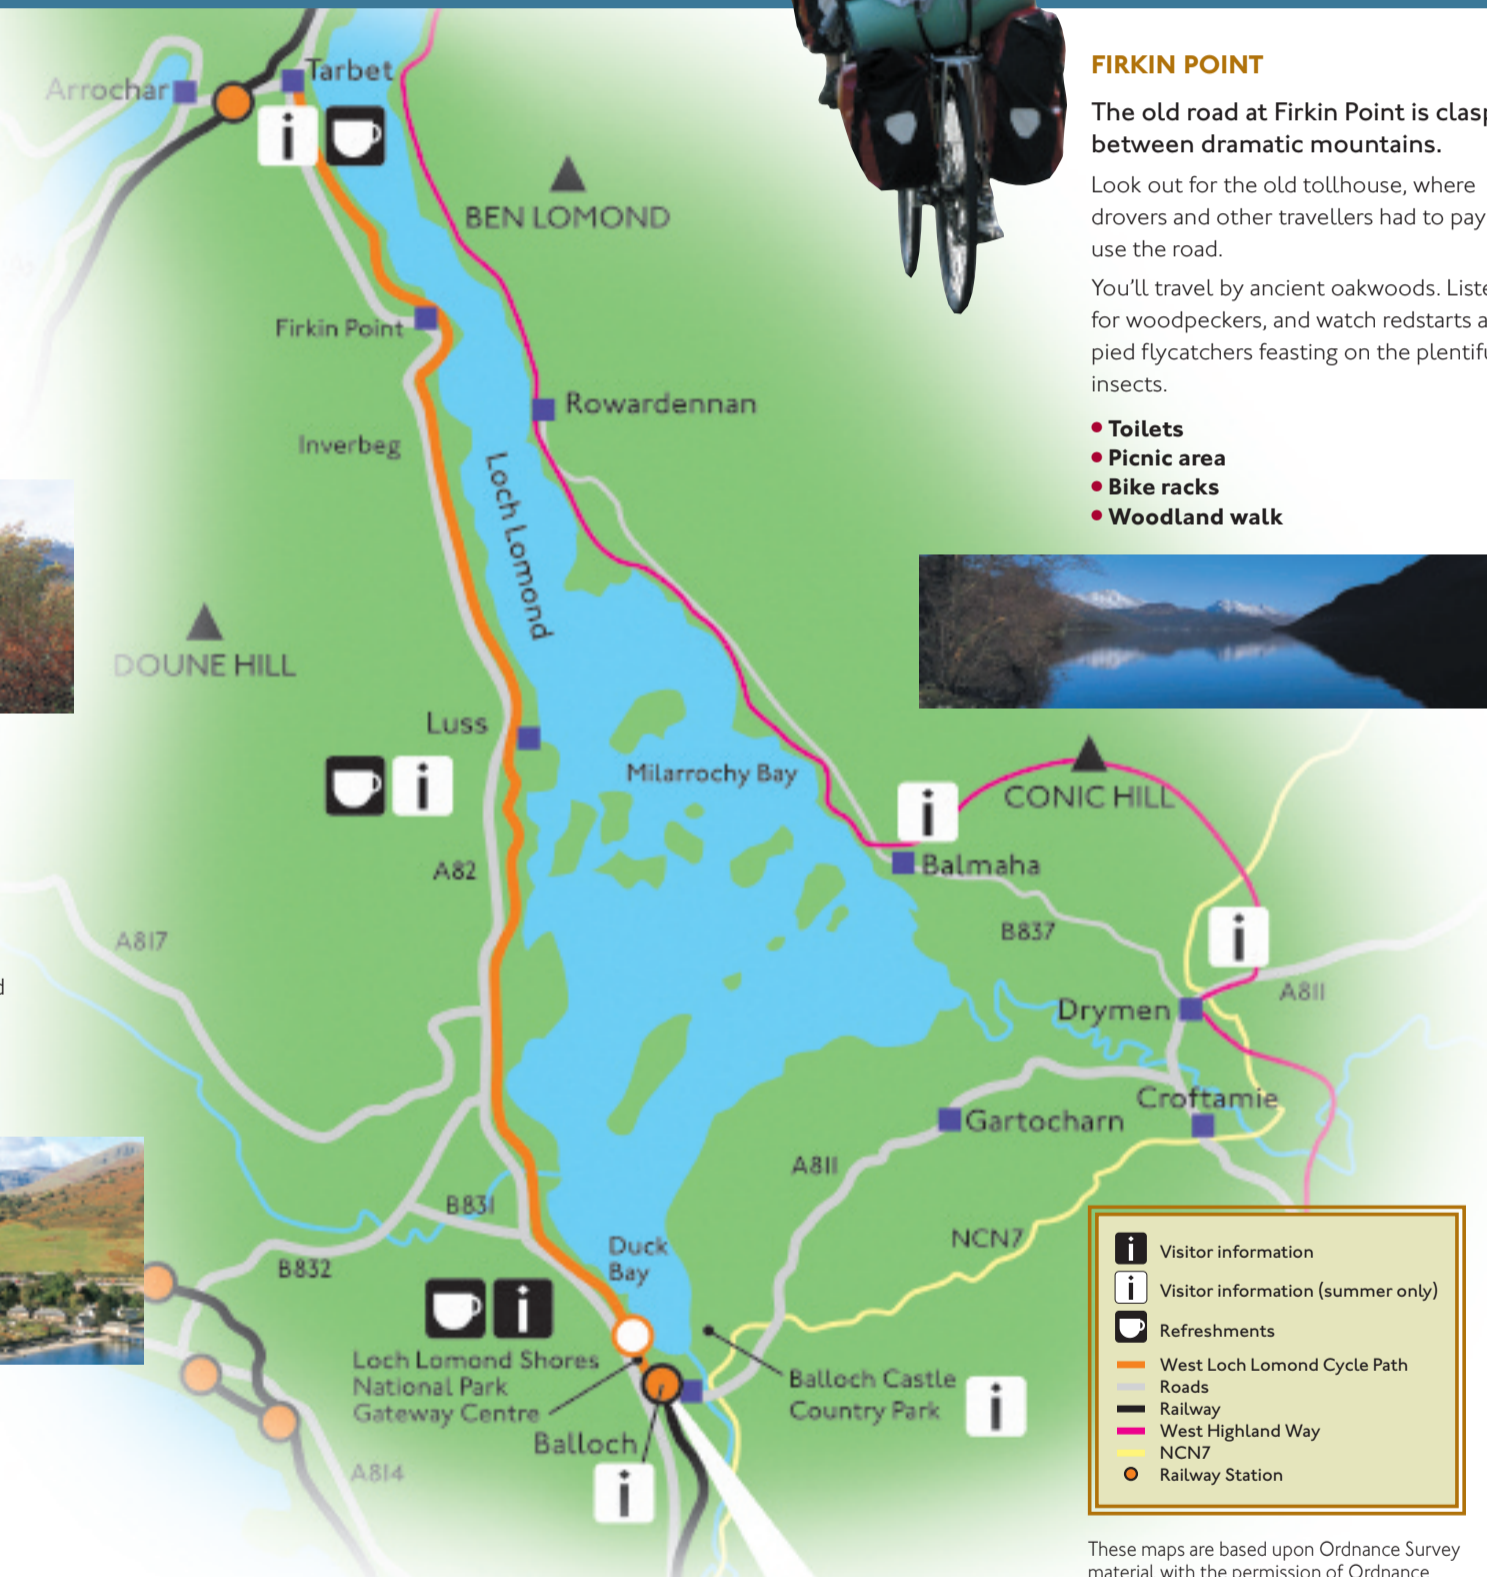 Arrochar
Tarbet
BEN LOMOND
Firkin Point
Rowardennan
Inverbeg
Loch Lomond
DOUNE HILL
Luss
Milarrochy Bay
CONIC HILL
A82
Balmaha
A817
B837
Drymen
A811
Croftamie
Gartocharn
A811
B831
NCN7
Duck
Bay
B832
Loch Lomond Shores
National Park
Gateway Centre
Balloch Castle
Country Park
Balloch
A814
FIRKIN POINT
The old road at Firkin Point is clasp
between dramatic mountains.
Look out for the old tollhouse, where
drovers and other travellers had to pay
use the road.
You'll travel by ancient oakwoods. Liste
for woodpeckers, and watch redstarts a
pied flycatchers feasting on the plentifu
insects.
• Toilets
• Picnic area
• Bike racks
• Woodland walk
Visitor information
Visitor information (summer only)
Refreshments
West Loch Lomond Cycle Path
Roads
Railway
West Highland Way
NCN7
Railway Station
These maps are based upon Ordnance Survey
material with the permission of Ordnance